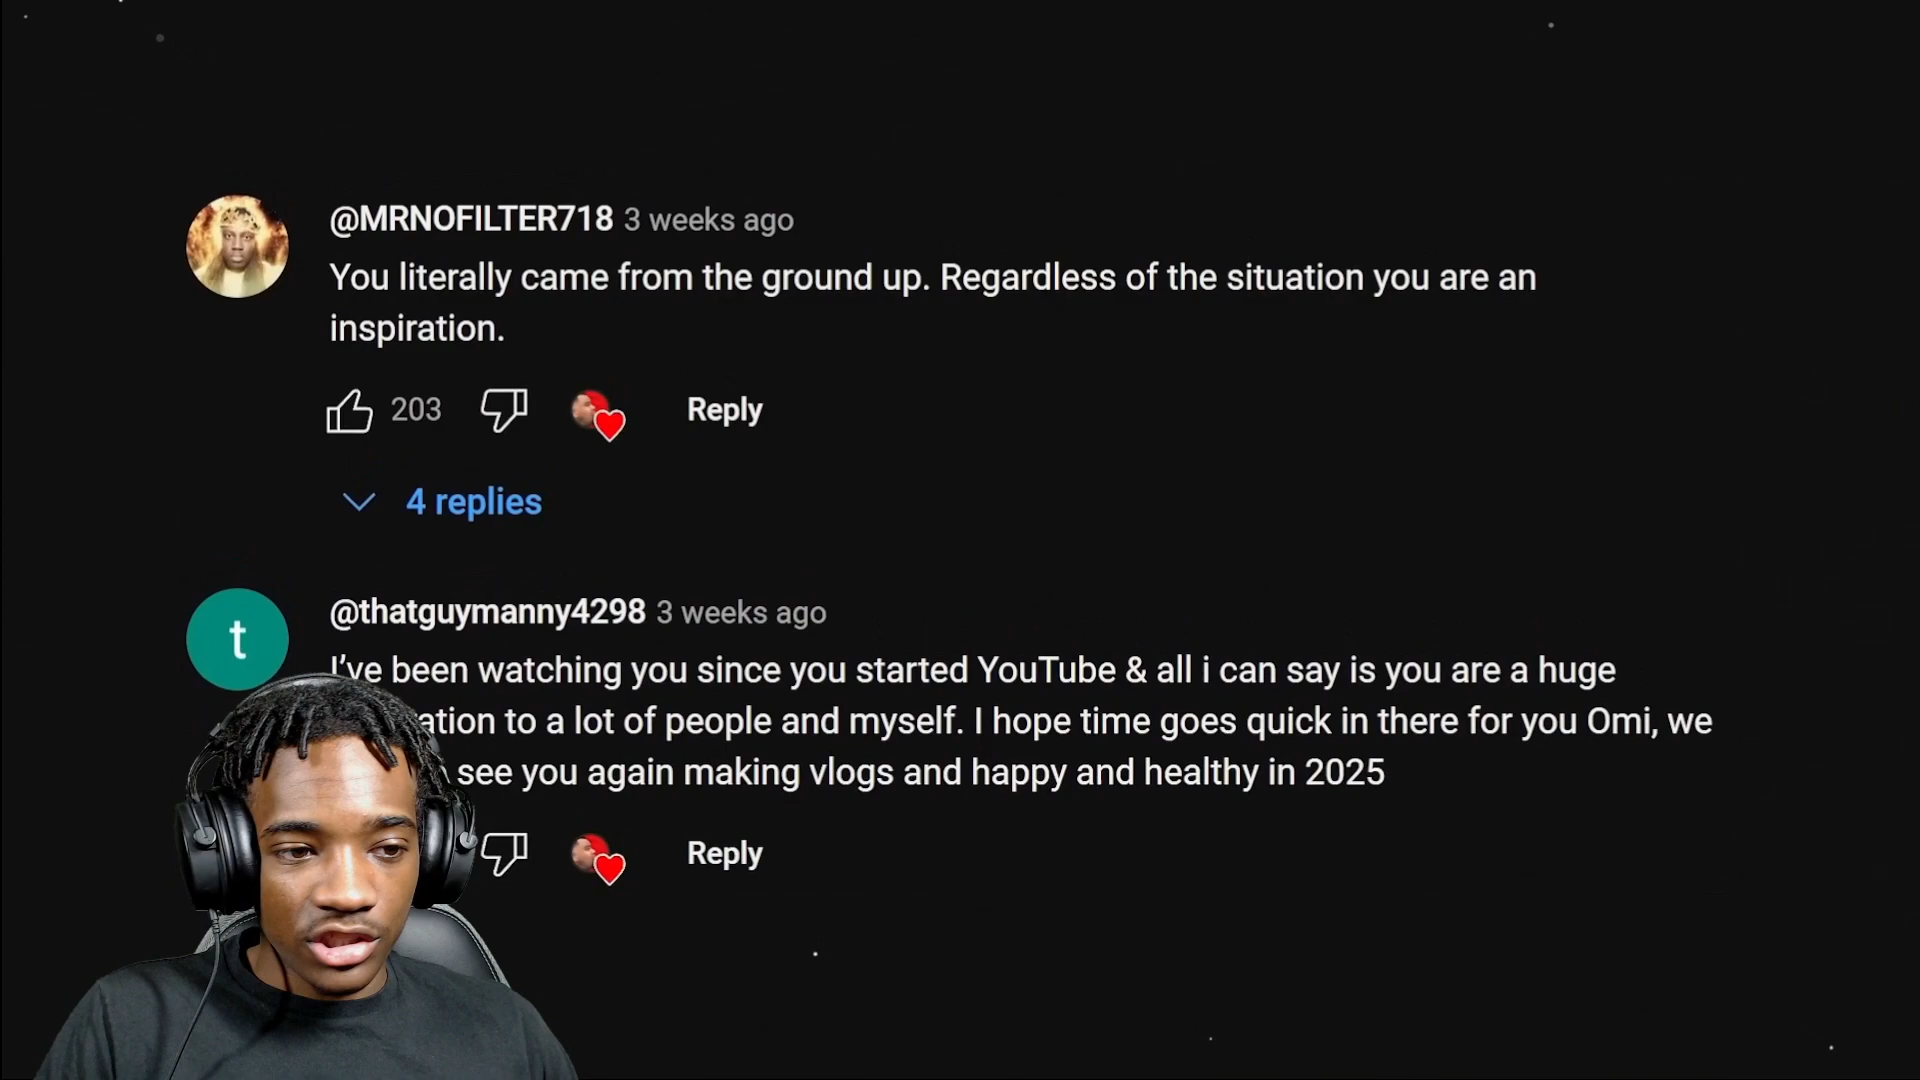 @MRNOFILTER718 3 weeks ago
You literally came from the ground up. Regardless of the situation you are an
inspiration.
203
Reply
4 replies
t
@thatguymanny4298 3 weeks ago
I’ve been watching you since you started YouTube & all i can say is you are a huge
ration to a lot of people and myself. I hope time goes quick in there for you Omi, we
see you again making vlogs and happy and healthy in 2025
Reply